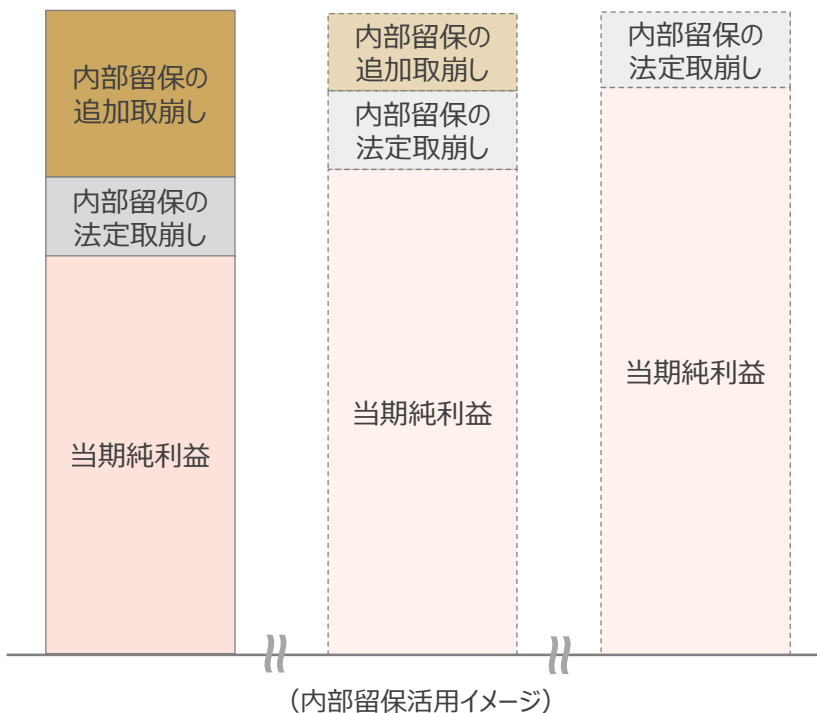 内部留保の
追加取崩し
内部留保の
法定取崩し
当期純利益
内部留保の
追加取崩し
内部留保の
法定取崩し
当期純利益
内部留保の
法定取崩し
当期純利益
(内部留保活用イメージ)